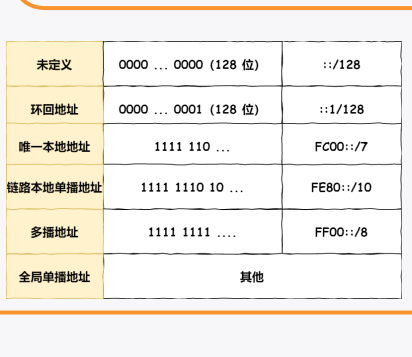 未定义 0000 ... 0000 (128 位) ::/128
环回地址 0000 ... 0001 (128 位) ::1/128
唯一本地地址 1111 110 ... FC00::/7
链路本地单播地址 1111 1110 10 ... FE80::/10
多播地址 1111 1111 .... FF00::/8
全局单播地址 其他